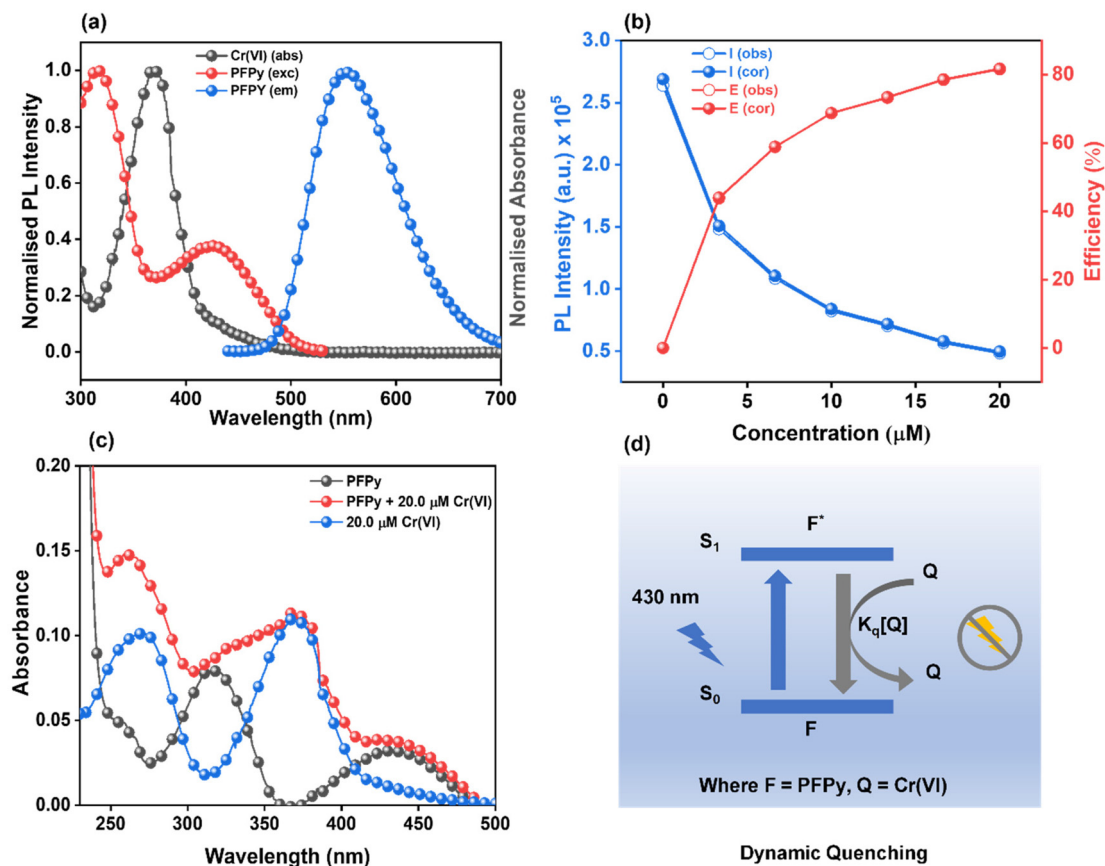 (a)
Cr(VI) (abs)
PFPy (exc)
PFPY (em)
1.0
0.8
0.6
0.4
0.2
0.0
Normalised PL Intensity
Normalised Absorbance
300 400 500 600 700
Wavelength (nm)
(b)
I (obs)
I (cor)
E (obs)
E (cor)
3.0
2.5
2.0
1.5
1.0
0.5
PL Intensity (a.u.) x 10⁵
80
60
40
20
0
Efficiency (%)
0 5 10 15 20
Concentration (μM)
(c)
PFPy
PFPy + 20.0 μM Cr(VI)
20.0 μM Cr(VI)
0.20
0.15
0.10
0.05
0.00
Absorbance
250 300 350 400 450 500
Wavelength (nm)
(d)
F*
S₁
Q
430 nm
Kq[Q]
Q
S₀
F
Where F = PFPy, Q = Cr(VI)
Dynamic Quenching